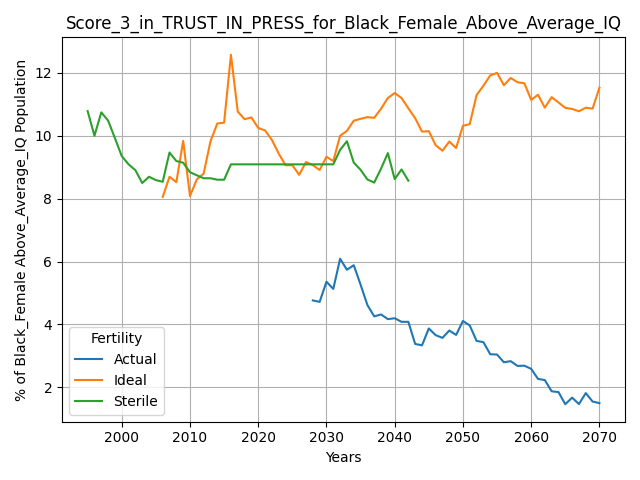 Score_3_in_TRUST_IN_PRESS_for_Black_Female_Above_Average_IQ
% of Black_Female Above_Average_IQ Population
12
10
8
6
4
2
Fertility
Actual
Ideal
Sterile
2000 2010 2020 2030 2040 2050 2060 2070
Years